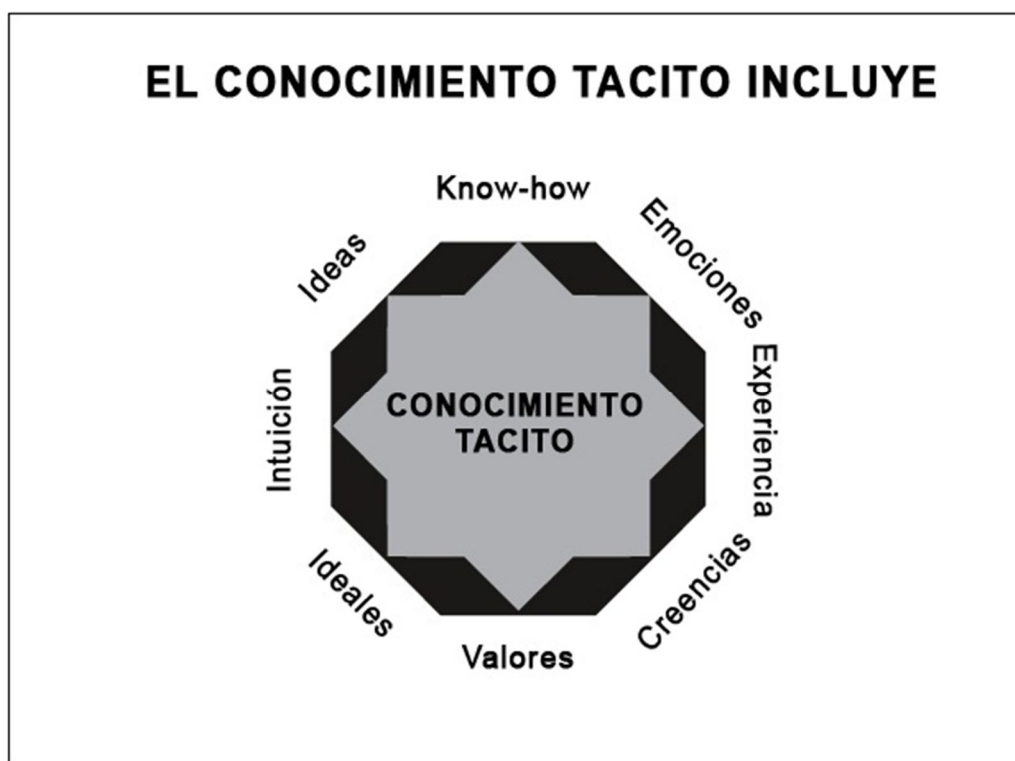 EL CONOCIMIENTO TACITO INCLUYE
Know-how
Emociones
Experiencia
Creencias
Valores
Ideales
Intuición
Ideas
CONOCIMIENTO
TACITO